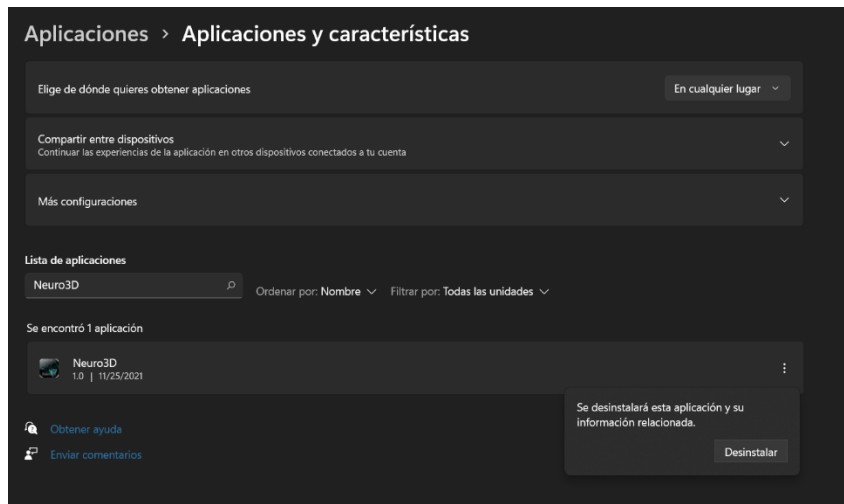 Aplicaciones > Aplicaciones y características
Elige de dónde quieres obtener aplicaciones
En cualquier lugar
Compartir entre dispositivos
Continuar las experiencias de la aplicación en otros dispositivos conectados a tu cuenta
Más configuraciones
Lista de aplicaciones
Neuro3D
Ordenar por: Nombre
Filtrar por: Todas las unidades
Se encontró 1 aplicación
Neuro3D
1.0 | 11/25/2021
Se desinstalará esta aplicación y su
información relacionada.
Desinstalar
Obtener ayuda
Enviar comentarios